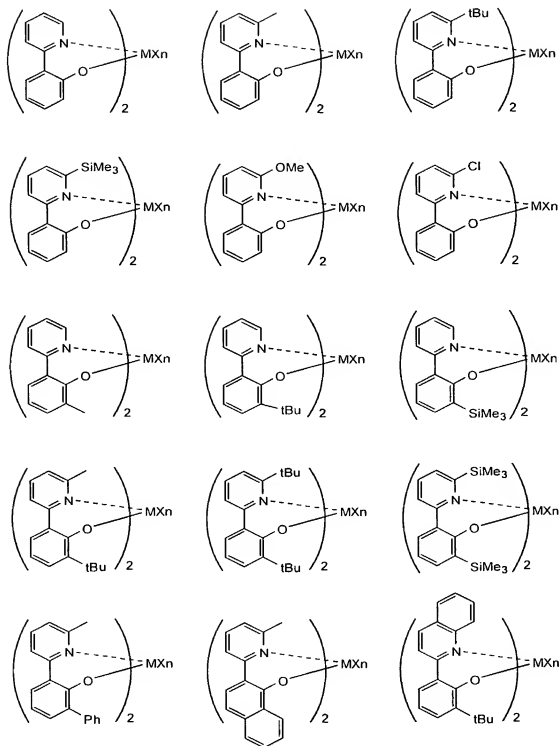 tBu
N N N
MXn MXn MXn
O O O
2 2 2
SiMe3 OMe Cl
N N N
MXn MXn MXn
O O O
2 2 2
N N N
MXn MXn MXn
O O O
2 tBu 2 SiMe3 2
tBu SiMe3
N N N
MXn MXn MXn
O O O
tBu 2 tBu 2 SiMe3 2
N N N
MXn MXn MXn
O O O
Ph 2 2 tBu 2